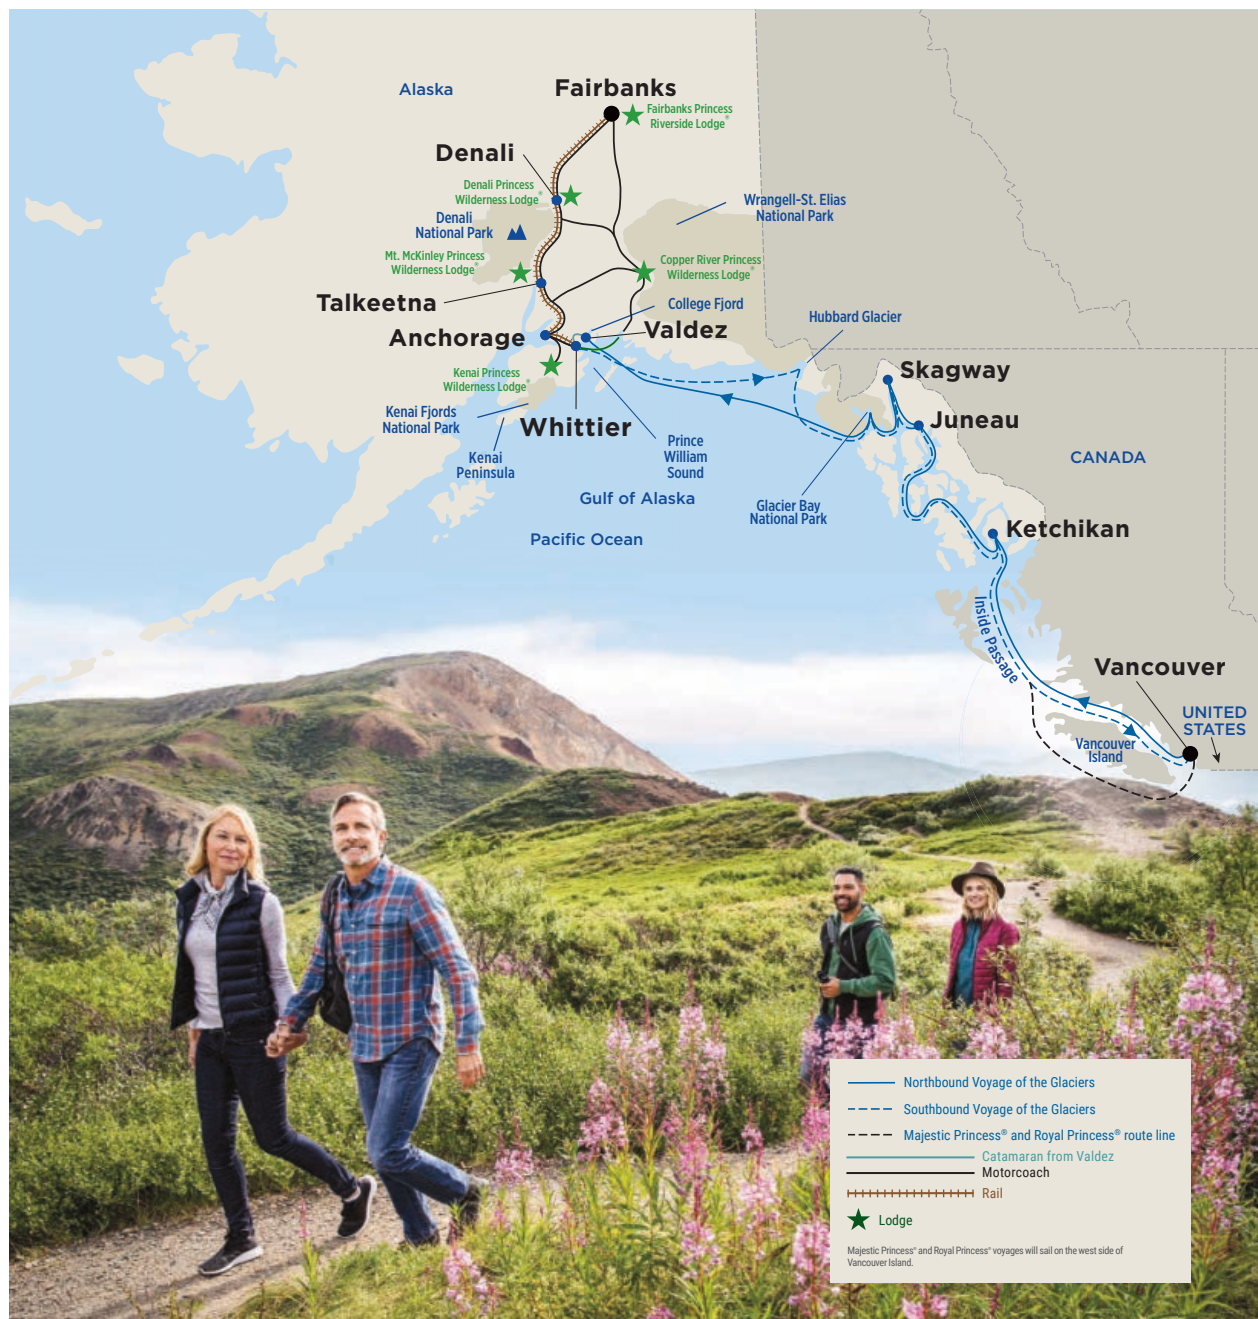 Fairbanks
Alaska
Fairbanks Princess
Riverside Lodge®
Denali
Denali Princess
Wilderness Lodge®
Wrangell-St. Elias
National Park
Denali
National Park
Mt. McKinley Princess
Wilderness Lodge®
Copper River Princess
Wilderness Lodge®
Talkeetna
College Fjord
Hubbard Glacier
Anchorage
Valdez
Skagway
Kenai Princess
Wilderness Lodge®
Kenai Fjords
National Park
Whittier
Juneau
Prince
William
Sound
Kenai
Peninsula
CANADA
Gulf of Alaska
Glacier Bay
National Park
Pacific Ocean
Ketchikan
Inside Passage
Vancouver
UNITED
STATES
Vancouver
Island
Northbound Voyage of the Glaciers
Southbound Voyage of the Glaciers
Majestic Princess® and Royal Princess® route line
Catamaran from Valdez
Motorcoach
Rail
Lodge
Majestic Princess® and Royal Princess® voyages will sail on the west side of
Vancouver Island.